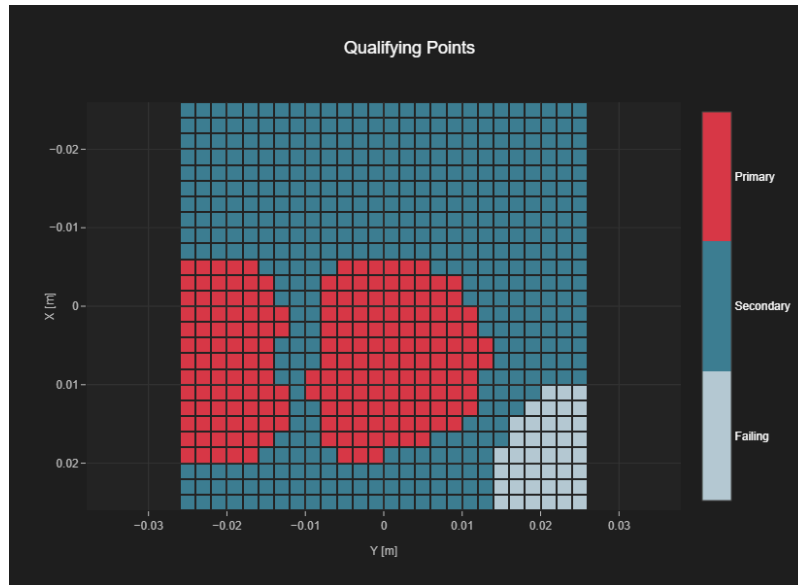 Qualifying Points
Primary
Secondary
Failing
−0.02
−0.01
0
0.01
0.02
X [m]
−0.03
−0.02
−0.01
0
0.01
0.02
0.03
Y [m]